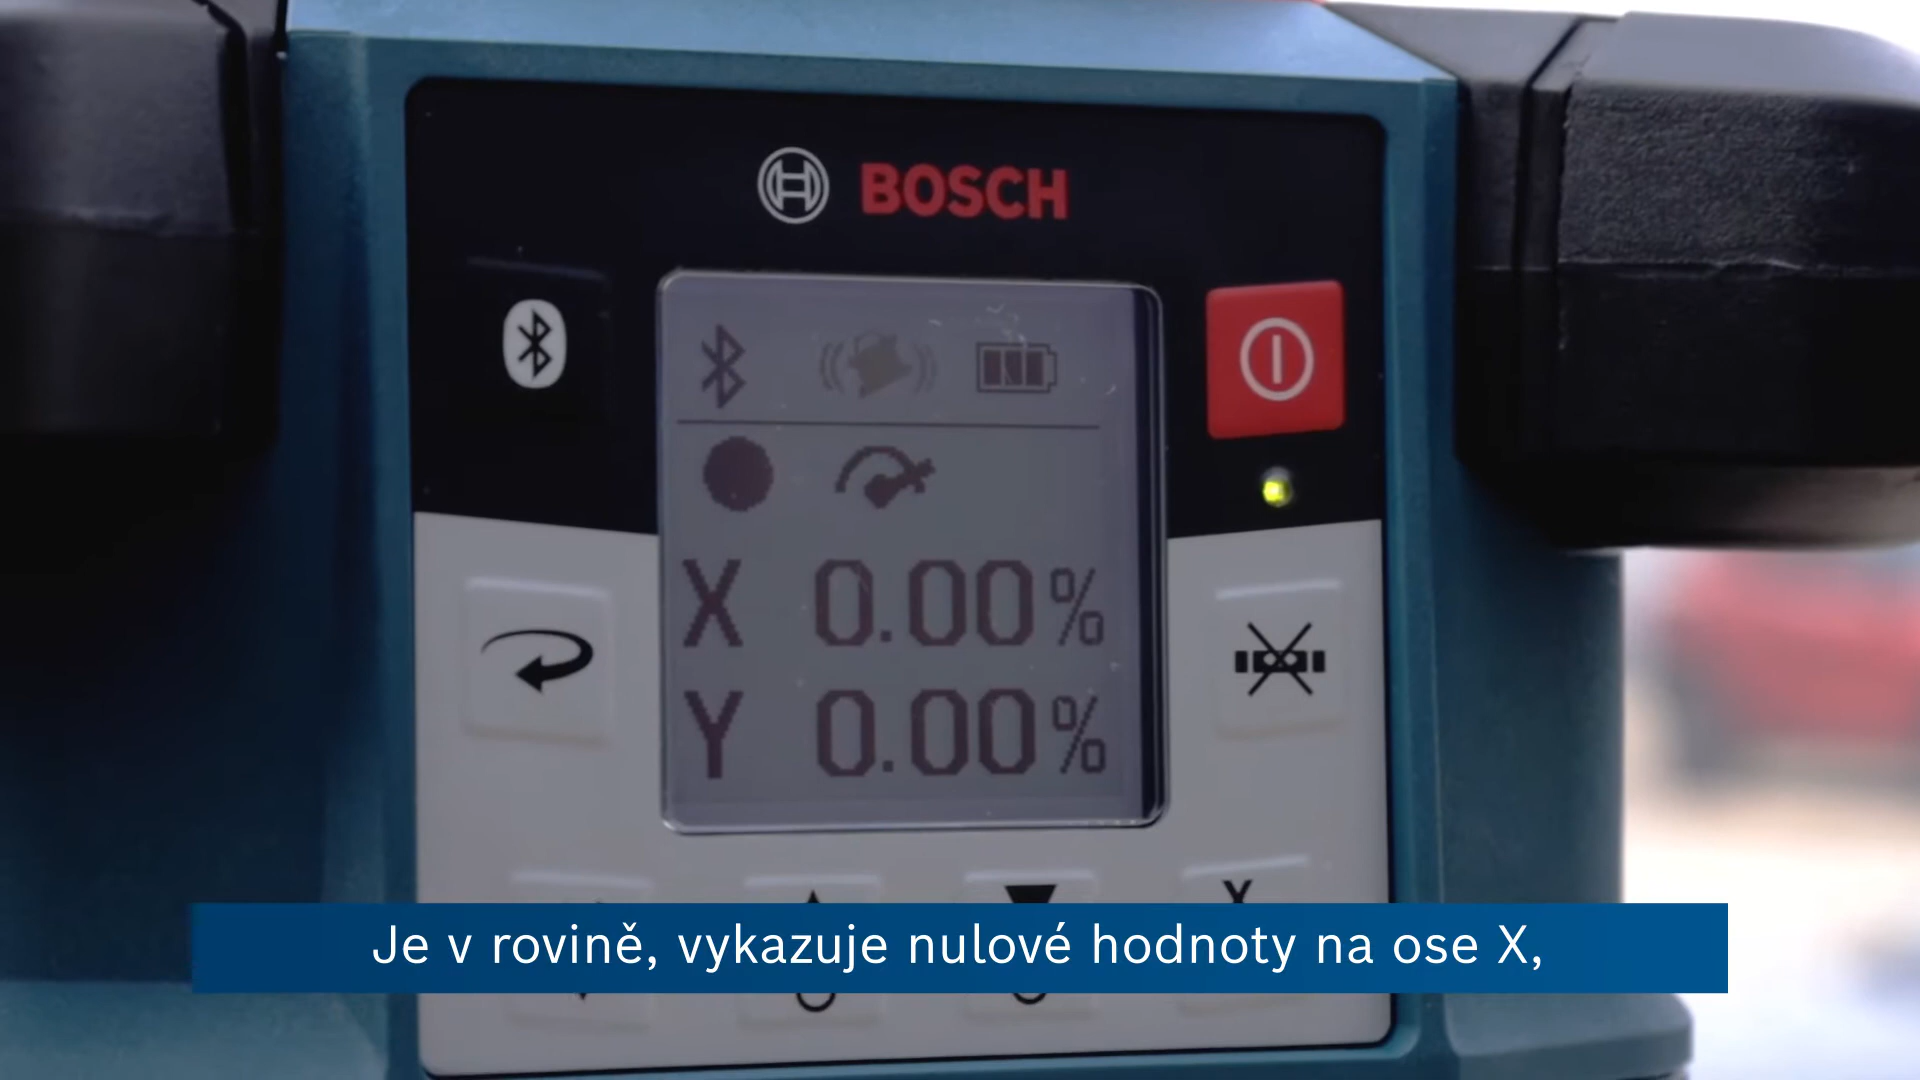 BOSCH
X 0.00%
Y 0.00%
X
Je v rovině, vykazuje nulové hodnoty na ose X,